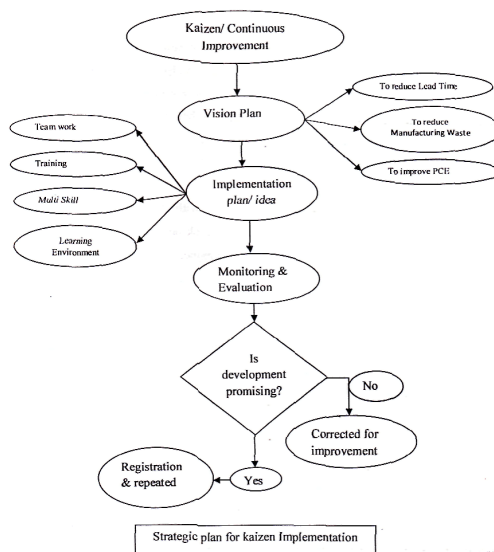 Kaizen/ Continuous
Improvement
Vision Plan
To reduce Lead Time
To reduce
Manufacturing Waste
To improve PCE
Team work
Training
Multi Skill
Learning
Environment
Implementation
plan/ idea
Monitoring &
Evaluation
Is
development
promising?
No
Corrected for
improvement
Yes
Registration
& repeated
Strategic plan for kaizen Implementation